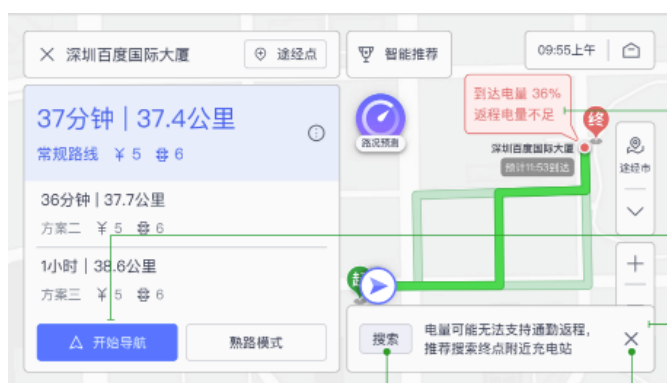 深圳百度国际大厦
途经点
智能推荐
09:55上午
37分钟 | 37.4公里
常规路线 ¥ 5 6
36分钟 | 37.7公里
方案二 ¥ 5 6
1小时 | 38.6公里
方案三 ¥ 5 6
开始导航
熟路模式
路况预测
到达电量 36%
返程电量不足
终
深圳百度国际大厦
预计11:53到达
途经市
起
搜索
电量可能无法支持通勤返程,
推荐搜索终点附近充电站